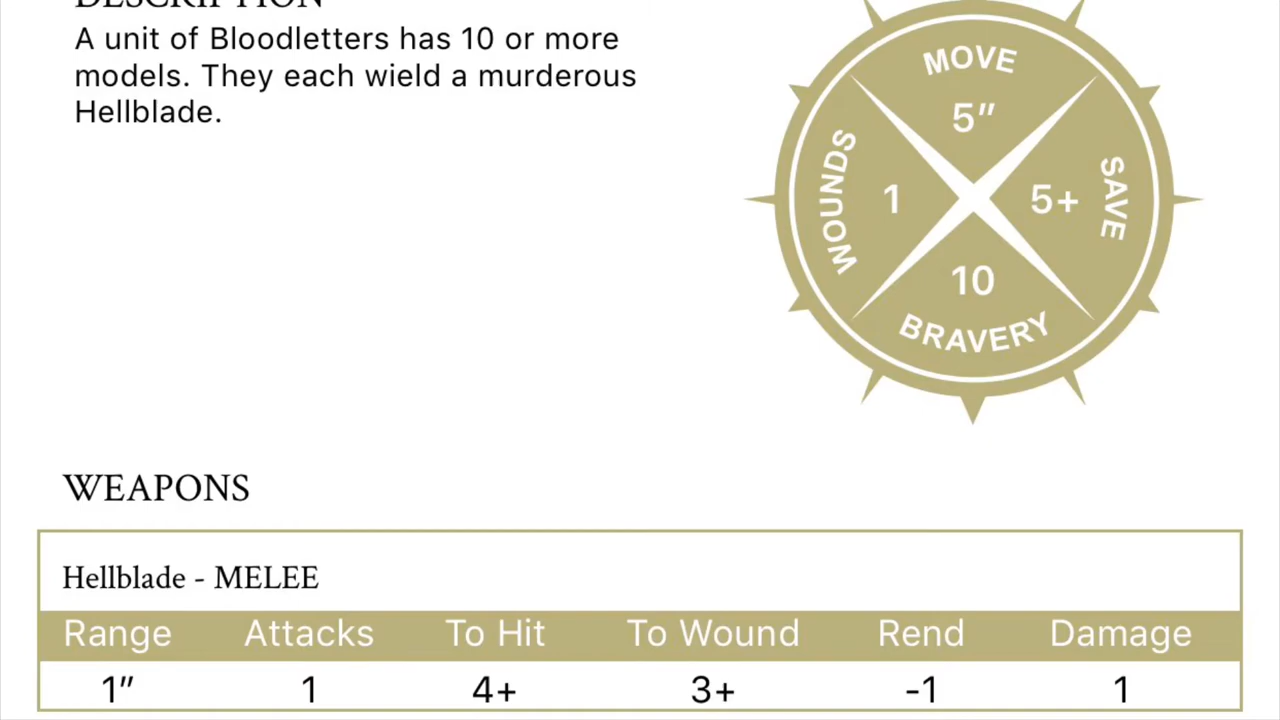 DESCRIPTION
A unit of Bloodletters has 10 or more
models. They each wield a murderous
Hellblade.
MOVE
5”
WOUNDS
1
5+
SAVE
10
BRAVERY
WEAPONS
Hellblade - MELEE
Range Attacks To Hit To Wound Rend Damage
1” 1 4+ 3+ -1 1